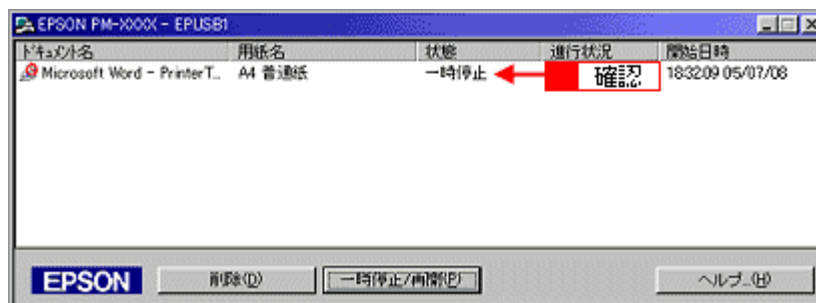 EPSON PM-XXXX - EPUSB1
ドキュメント名 用紙名 状態 進行状況 開始日時
Microsoft Word - PrinterT... A4 普通紙 一時停止 確認 18:32:09 05/07/08
EPSON 削除(D) 一時停止/再開(P) ヘルプ...(H)